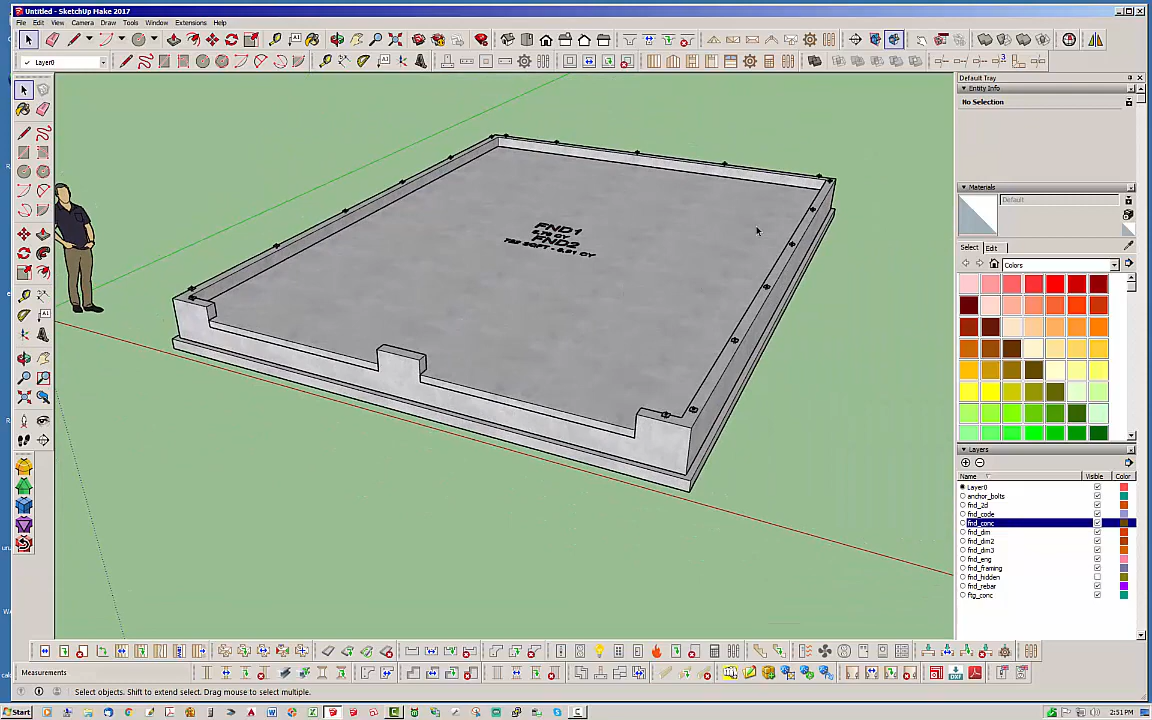 Untitled - SketchUp Make 2017
File Edit View Camera Draw Tools Window Extensions Help
Layer0
Default Tray
Entity Info
No Selection
Materials
Default
Select Edit
Colors
Layers
Name Visible Color
Layer0
anchor_bolts
fnd_2d
fnd_code
fnd_conc
fnd_dim
fnd_dim2
fnd_dim3
fnd_eng
fnd_framing
fnd_hidden
fnd_rebar
ftg_conc
FND1
FND2
Measurements
Select objects. Shift to extend select. Drag mouse to select multiple.
Start
2:51 PM